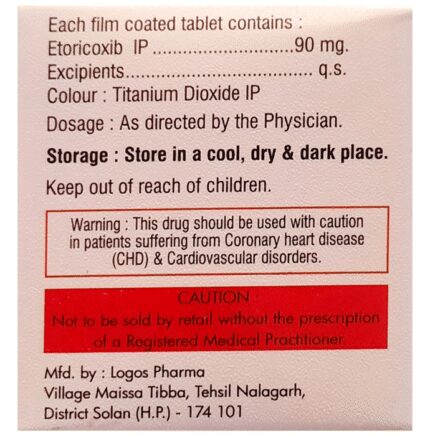 Each film coated tablet contains :
Etoricoxib IP ............................90 mg.
Excipients..................................... q.s.
Colour : Titanium Dioxide IP
Dosage : As directed by the Physician.
Storage : Store in a cool, dry & dark place.
Keep out of reach of children.
Warning : This drug should be used with caution
in patients suffering from Coronary heart disease
(CHD) & Cardiovascular disorders.
CAUTION :
Not to be sold by retail without the prescription
of a Registered Medical Practitioner.
Mfd. by : Logos Pharma
Village Maissa Tibba, Tehsil Nalagarh,
District Solan (H.P.) - 174 101